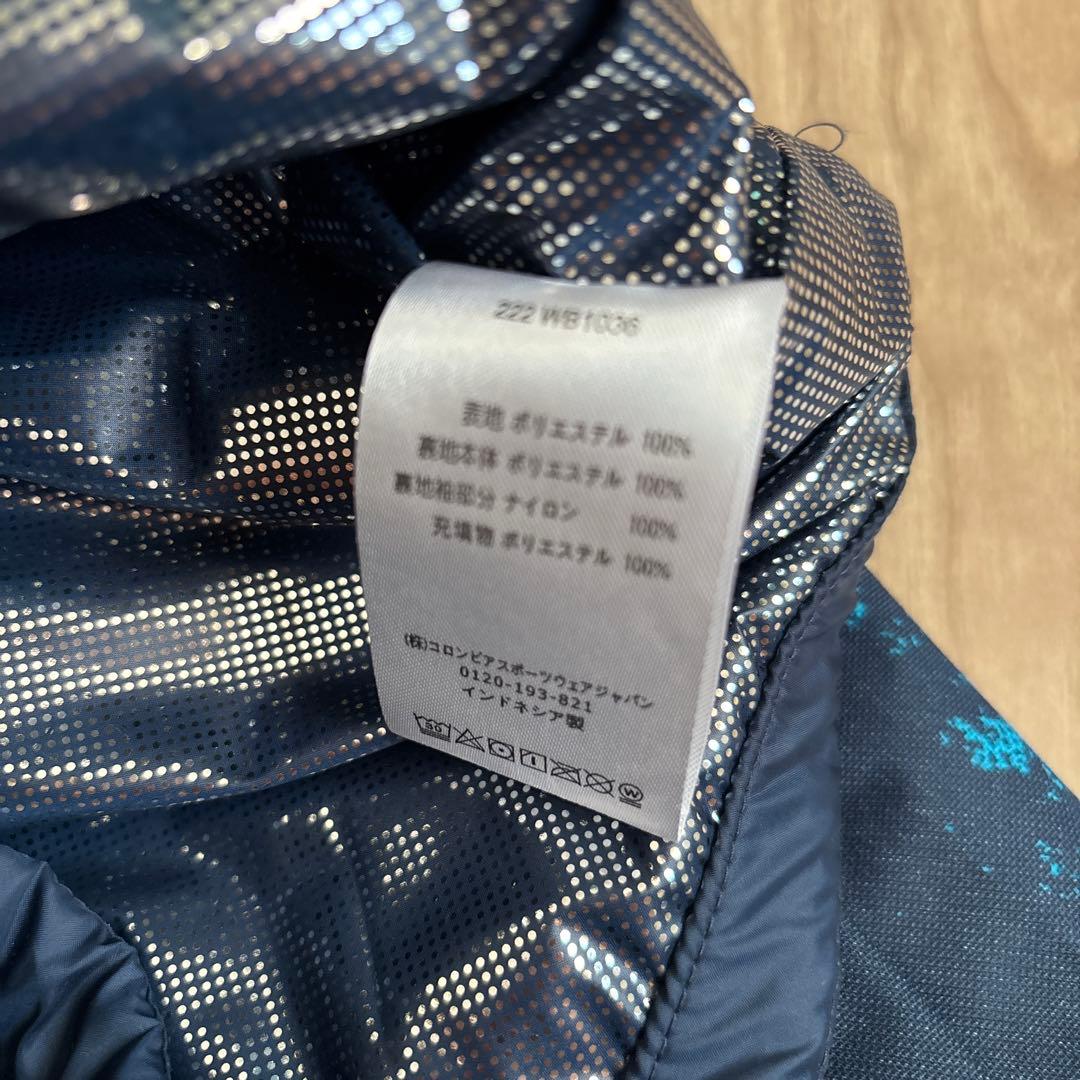 222 WB1036
表地 ポリエステル 100%
裏地本体 ポリエステル 100%
裏地袖部分 ナイロン 100%
充填物 ポリエステル 100%
(株)コロンビアスポーツウェアジャパン
0120-193-821
インドネシア製
50 W